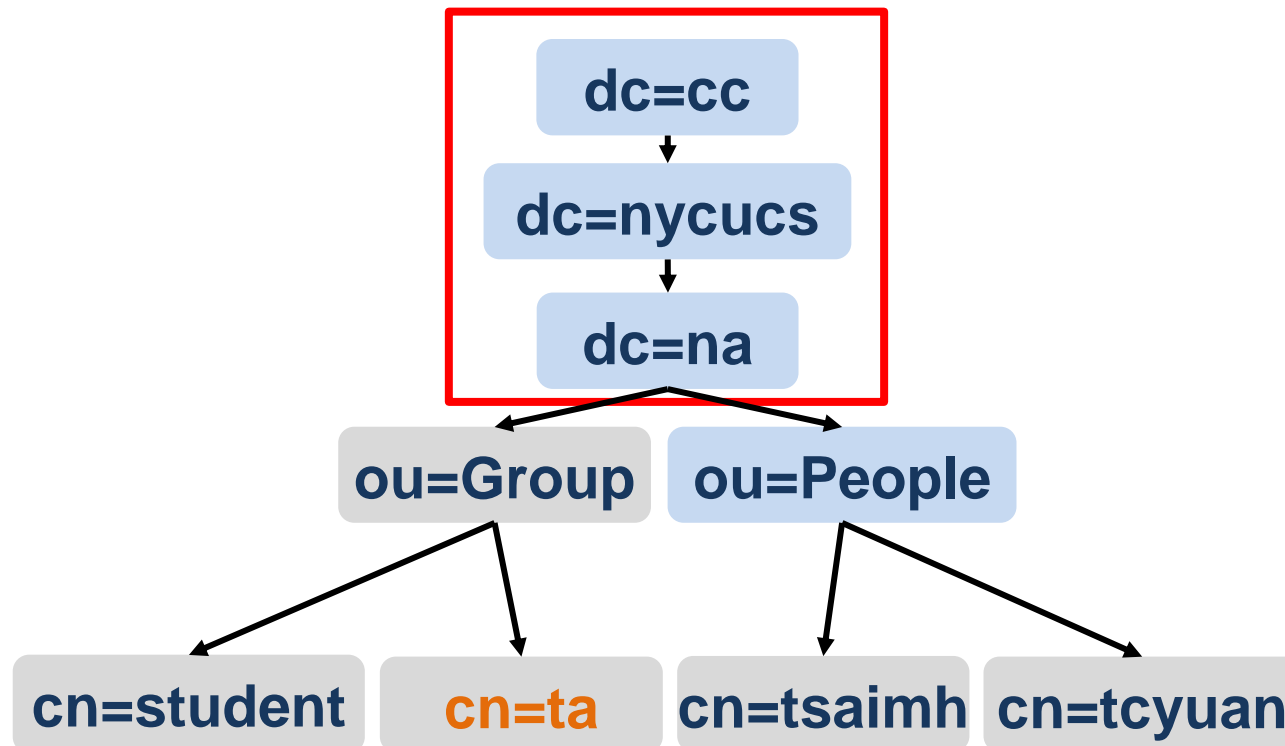 dc=cc
dc=nycucs
dc=na
ou=Group
ou=People
cn=student
cn=ta
cn=tsaimh
cn=tcyuan